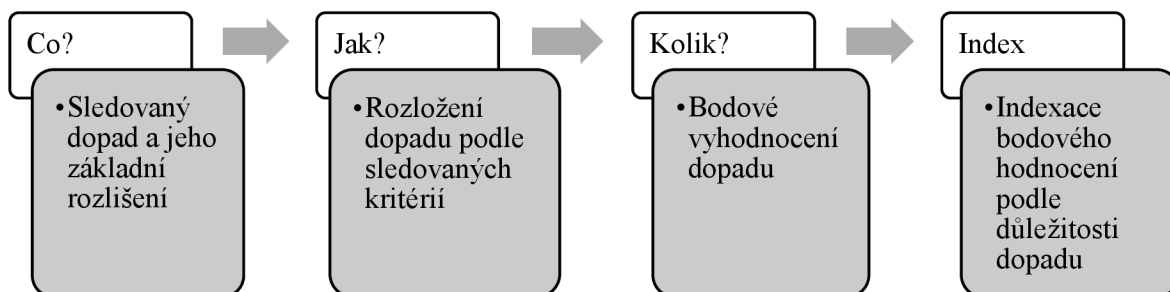 Co?
•Sledovaný
dopad a jeho
základní
rozlišení
Jak?
•Rozložení
dopadu podle
sledovaných
kritérií
Kolik?
•Bodové
vyhodnocení
dopadu
Index
•Indexace
bodového
hodnocení
podle
důležitosti
dopadu